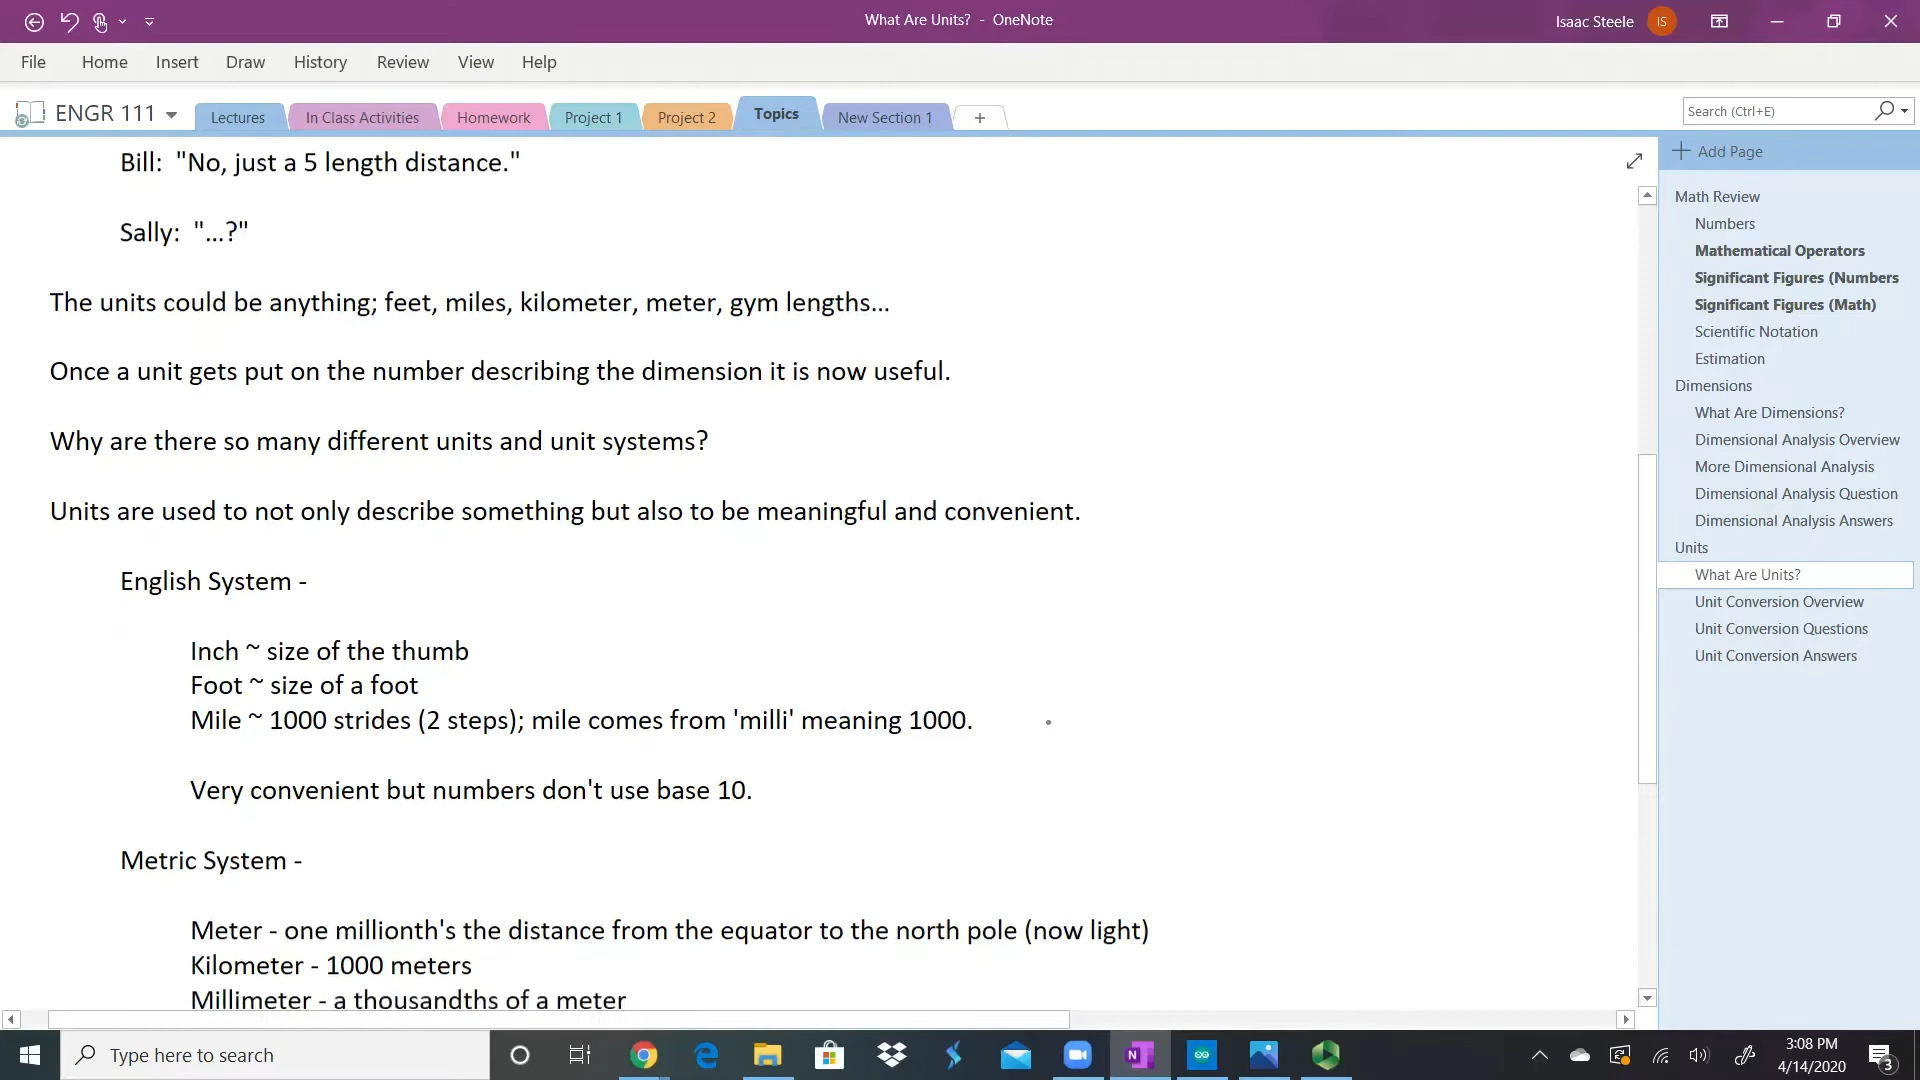 What Are Units? - OneNote
Isaac Steele
IS
File Home Insert Draw History Review View Help
ENGR 111
Lectures
In Class Activities
Homework
Project 1
Project 2
Topics
New Section 1
+
Search (Ctrl+E)
Bill: "No, just a 5 length distance."
Sally: "...?"
The units could be anything; feet, miles, kilometer, meter, gym lengths...
Once a unit gets put on the number describing the dimension it is now useful.
Why are there so many different units and unit systems?
Units are used to not only describe something but also to be meaningful and convenient.
English System -
Inch ~ size of the thumb
Foot ~ size of a foot
Mile ~ 1000 strides (2 steps); mile comes from 'milli' meaning 1000.
Very convenient but numbers don't use base 10.
Metric System -
Meter - one millionth's the distance from the equator to the north pole (now light)
Kilometer - 1000 meters
Millimeter - a thousandths of a meter
Add Page
Math Review
Numbers
Mathematical Operators
Significant Figures (Numbers
Significant Figures (Math)
Scientific Notation
Estimation
Dimensions
What Are Dimensions?
Dimensional Analysis Overview
More Dimensional Analysis
Dimensional Analysis Question
Dimensional Analysis Answers
Units
What Are Units?
Unit Conversion Overview
Unit Conversion Questions
Unit Conversion Answers
Type here to search
N
3:08 PM
4/14/2020
3